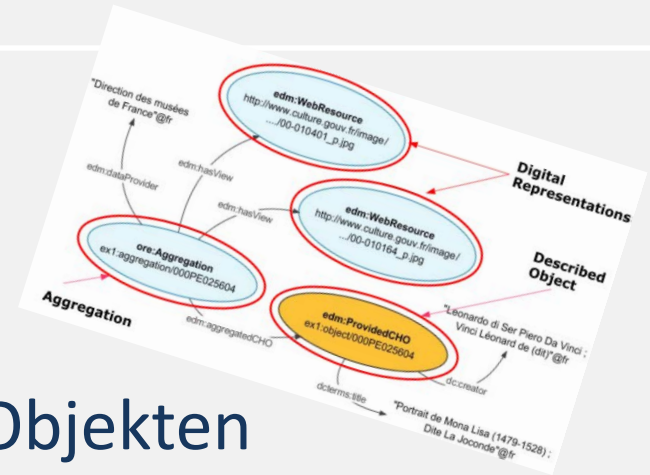 edm:WebResource
http://www.culture.gouv.fr/image/
..../00-010401_p.jpg
"Direction des musées
de France"@fr
edm:dataProvider
edm:hasView
edm:hasView
Digital
Representations
edm:WebResource
http://www.culture.gouv.fr/image/
..../00-010164_p.jpg
ore:Aggregation
ex1:aggregation/000PE025604
Described
Object
Aggregation
edm:aggregatedCHO
edm:ProvidedCHO
ex1:object/000PE025604
"Léonardo di Ser Piero Da Vinci ;
Vinci Léonard de (dit)"@fr
dc:creator
dcterms:title
"Portrait de Mona Lisa (1479-1528) ;
Dite La Joconde"@fr
Objekten